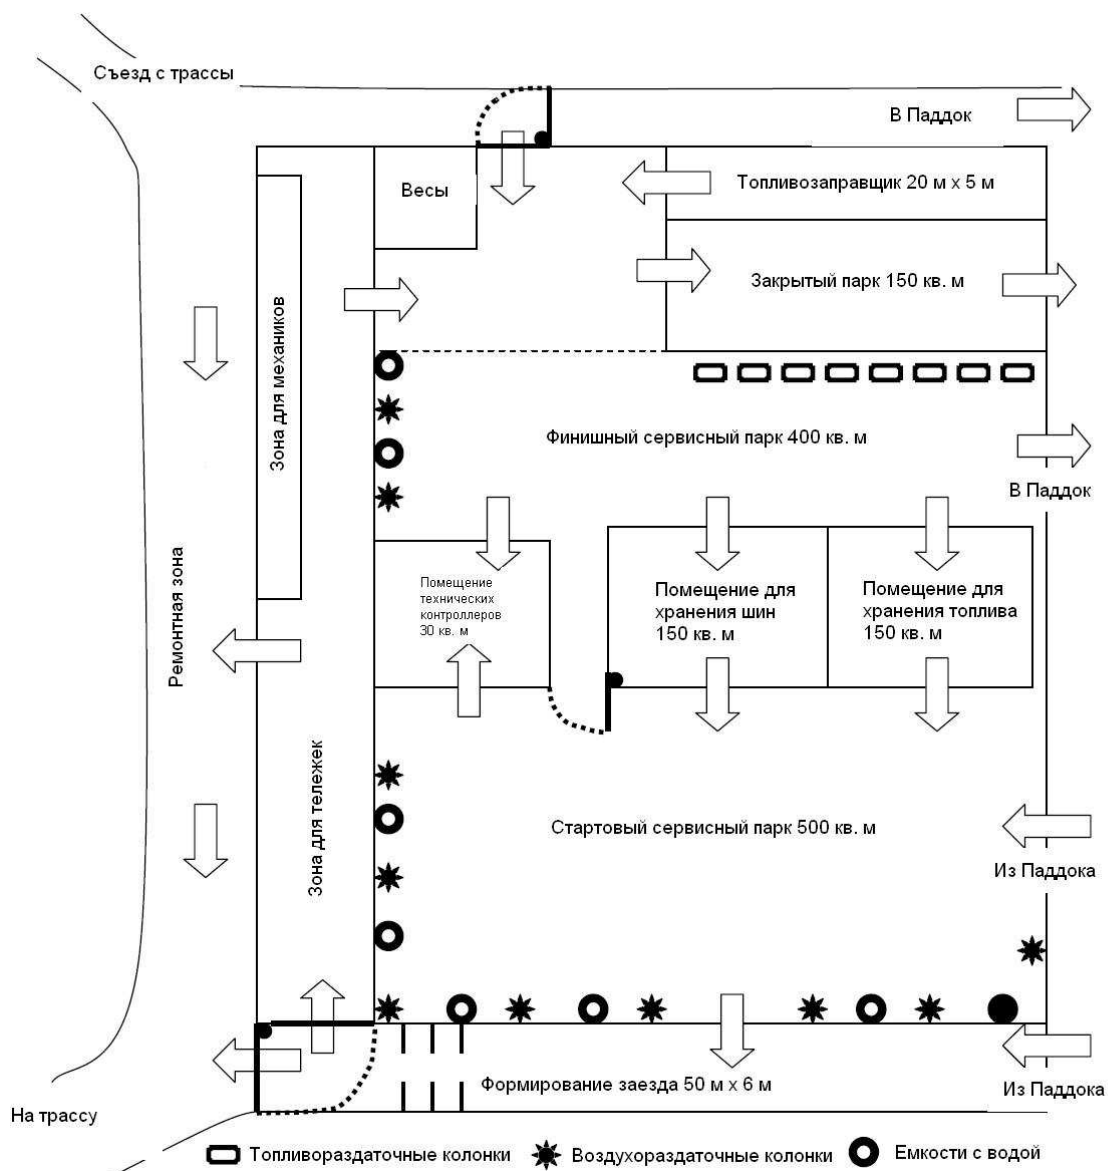 Съезд с трассы
В Паддок
Весы
Топливозаправщик 20 м х 5 м
Закрытый парк 150 кв. м
Зона для механиков
Финишный сервисный парк 400 кв. м
В Паддок
Ремонтная зона
Помещение
технических
контроллеров
30 кв. м
Помещение для
хранения шин
150 кв. м
Помещение для
хранения топлива
150 кв. м
Зона для тележек
Стартовый сервисный парк 500 кв. м
Из Паддока
Формирование заезда 50 м х 6 м
Из Паддока
На трассу
Топливораздаточные колонки
Воздухораздаточные колонки
Емкости с водой